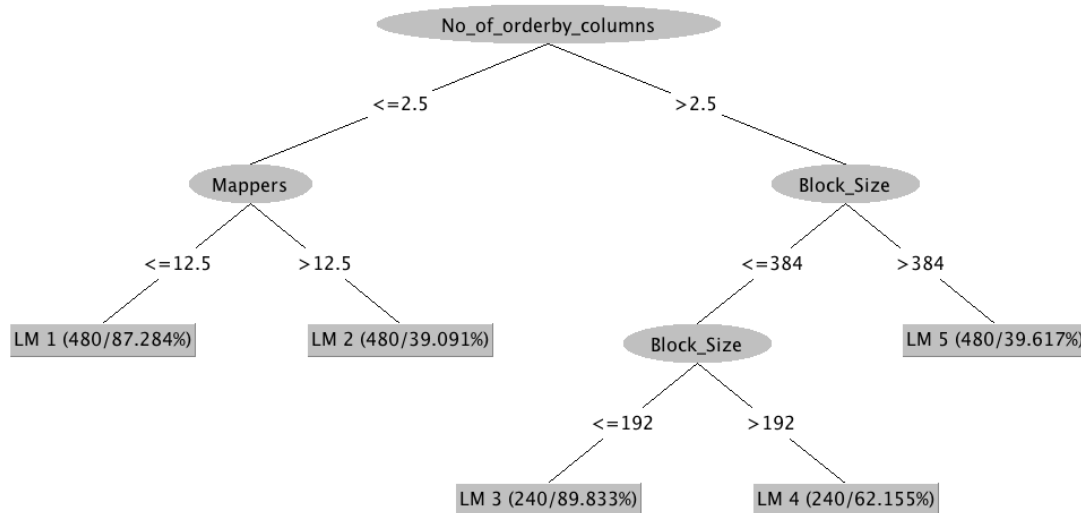 No_of_orderby_columns
<=2.5
>2.5
Mappers
Block_Size
<=12.5
>12.5
<=384
>384
LM 1 (480/87.284%)
LM 2 (480/39.091%)
Block_Size
LM 5 (480/39.617%)
<=192
>192
LM 3 (240/89.833%)
LM 4 (240/62.155%)